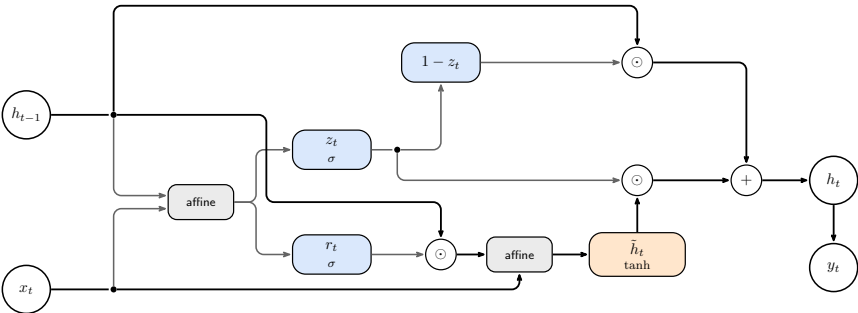 ⊙
1 − z_t
h_{t−1}
z_t
σ
⊙
+
h_t
affine
r_t
σ
⊙
affine
h̃_t
tanh
x_t
y_t